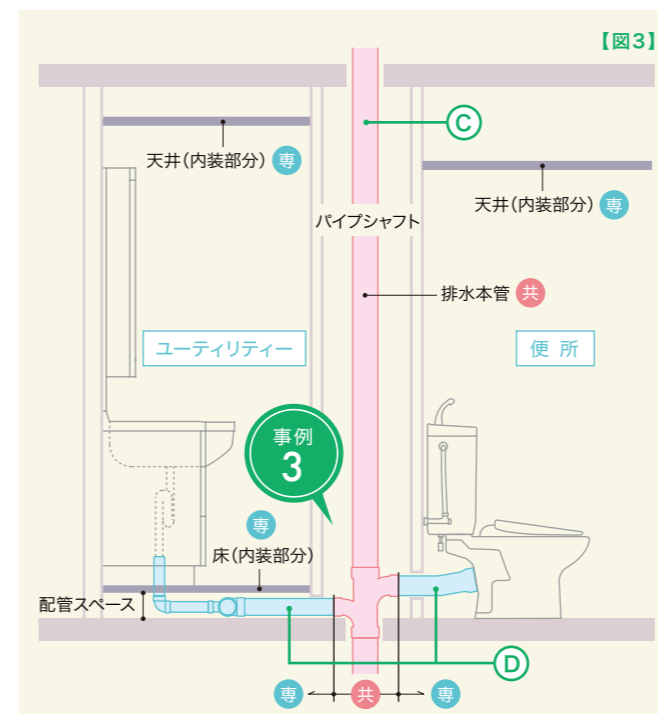 【図3】
C
天井(内装部分) 専
天井(内装部分) 専
パイプシャフト
排水本管 共
ユーティリティー
便 所
事例
3
専
床(内装部分)
配管スペース
D
専 共 専